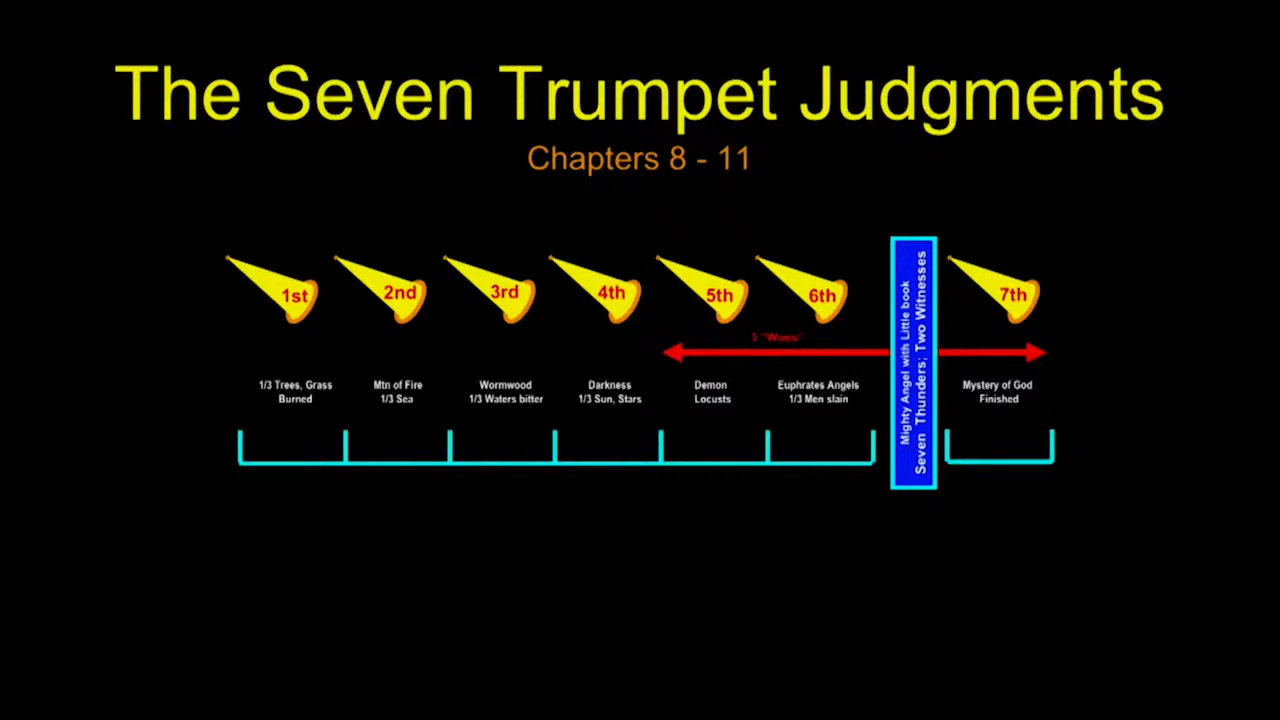 The Seven Trumpet Judgments
Chapters 8 - 11
1st
2nd
3rd
4th
5th
6th
7th
3 "Woes"
1/3 Trees, Grass
Burned
Mtn of Fire
1/3 Sea
Wormwood
1/3 Waters bitter
Darkness
1/3 Sun, Stars
Demon
Locusts
Euphrates Angels
1/3 Men slain
Mighty Angel with Little book
Seven Thunders; Two Witnesses
Mystery of God
Finished